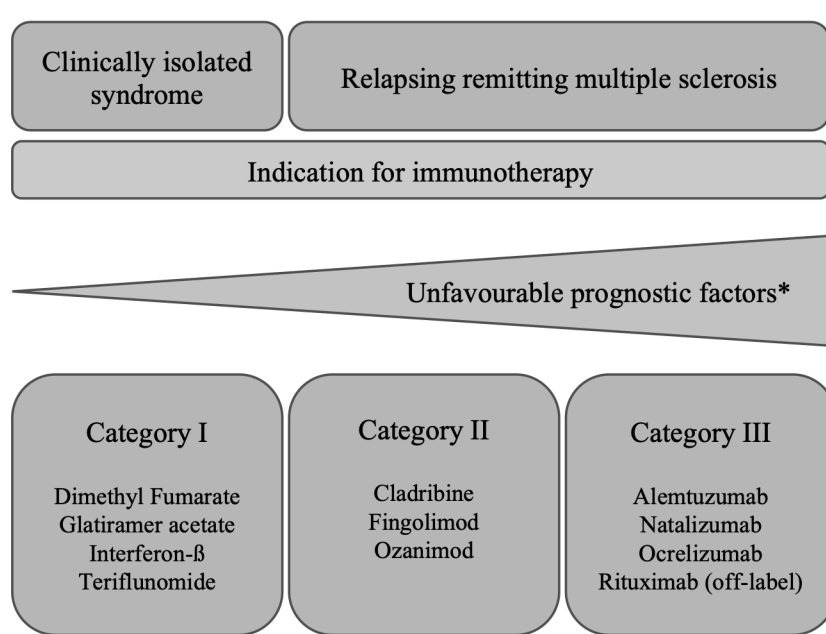 Clinically isolated
syndrome
Relapsing remitting multiple sclerosis
Indication for immunotherapy
Unfavourable prognostic factors*
Category I
Dimethyl Fumarate
Glatiramer acetate
Interferon-ß
Teriflunomide
Category II
Cladribine
Fingolimod
Ozanimod
Category III
Alemtuzumab
Natalizumab
Ocrelizumab
Rituximab (off-label)